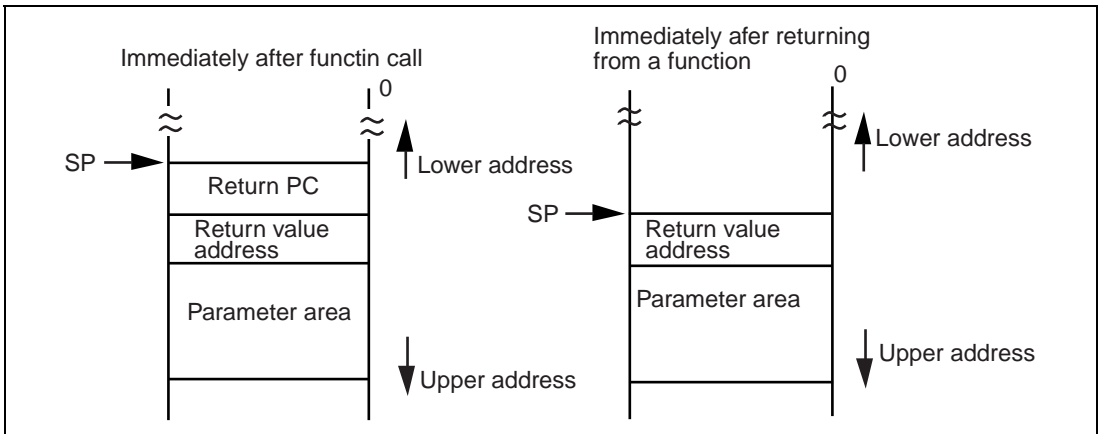 Immediately after functin call
0
SP
Return PC
Return value
address
Parameter area
Lower address
Upper address
Immediately afer returning
from a function
0
SP
Return value
address
Parameter area
Lower address
Upper address